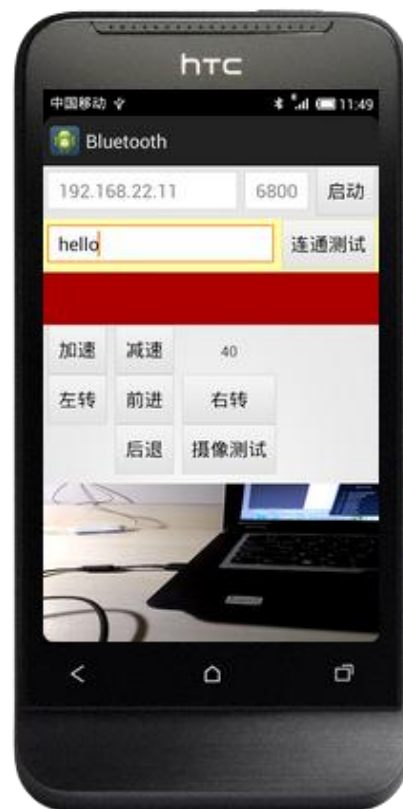 hTC
中国移动 11:49
Bluetooth
192.168.22.11 6800 启动
hello 连通测试
加速 减速 40
左转 前进 右转
后退 摄像测试